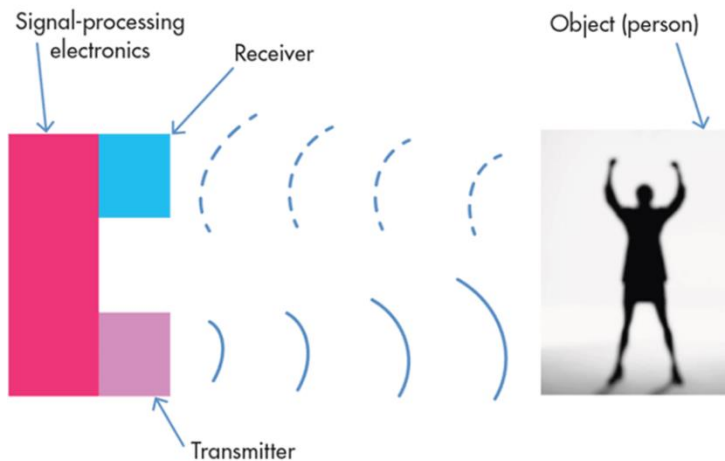 Signal-processing
electronics
Receiver
Object (person)
Transmitter